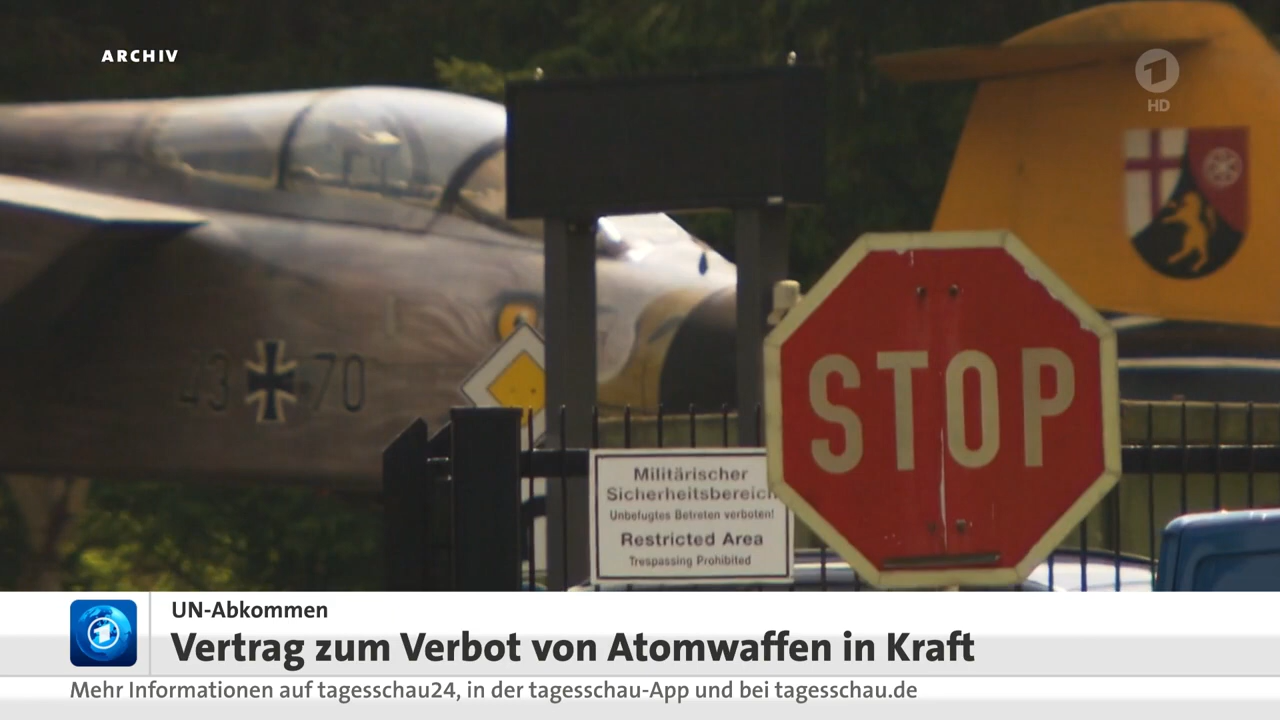 ARCHIV
1
HD
43 70
STOP
Militärischer
Sicherheitsbereich
Unbefugtes Betreten verboten!
Restricted Area
Trespassing Prohibited
UN-Abkommen
Vertrag zum Verbot von Atomwaffen in Kraft
Mehr Informationen auf tagesschau24, in der tagesschau-App und bei tagesschau.de